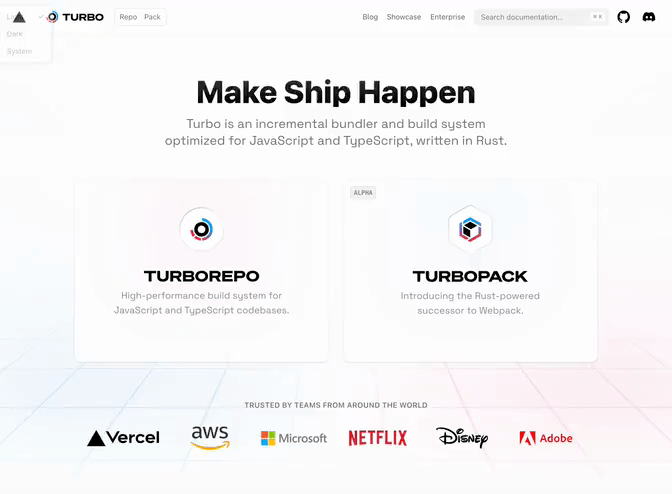 TURBO
Repo Pack
Blog Showcase Enterprise
Search documentation... ⌘ K
Dark
System
Make Ship Happen
Turbo is an incremental bundler and build system
optimized for JavaScript and TypeScript, written in Rust.
TURBOREPO
High-performance build system for
JavaScript and TypeScript codebases.
ALPHA
TURBOPACK
Introducing the Rust-powered
successor to Webpack.
TRUSTED BY TEAMS FROM AROUND THE WORLD
Vercel
aws
Microsoft
NETFLIX
Disney
Adobe